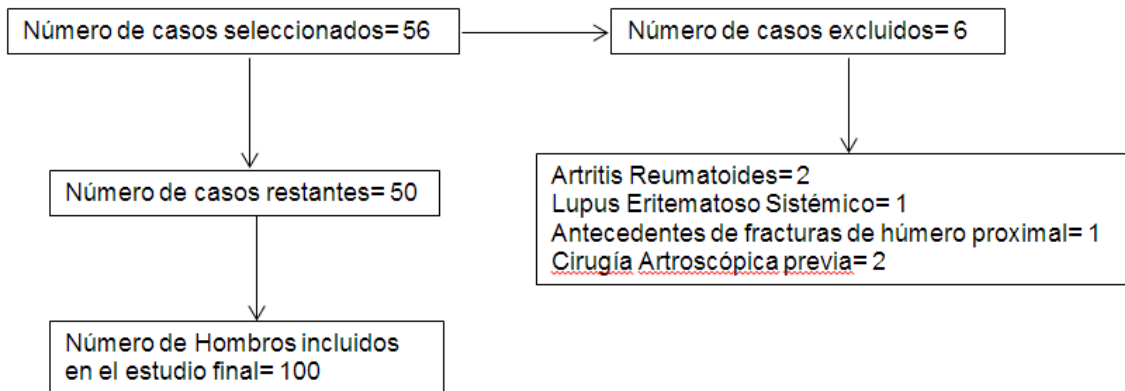 Número de casos seleccionados= 56
Número de casos excluidos= 6
Número de casos restantes= 50
Artritis Reumatoides= 2
Lupus Eritematoso Sistémico= 1
Antecedentes de fracturas de húmero proximal= 1
Cirugía Artroscópica previa= 2
Número de Hombros incluidos
en el estudio final= 100